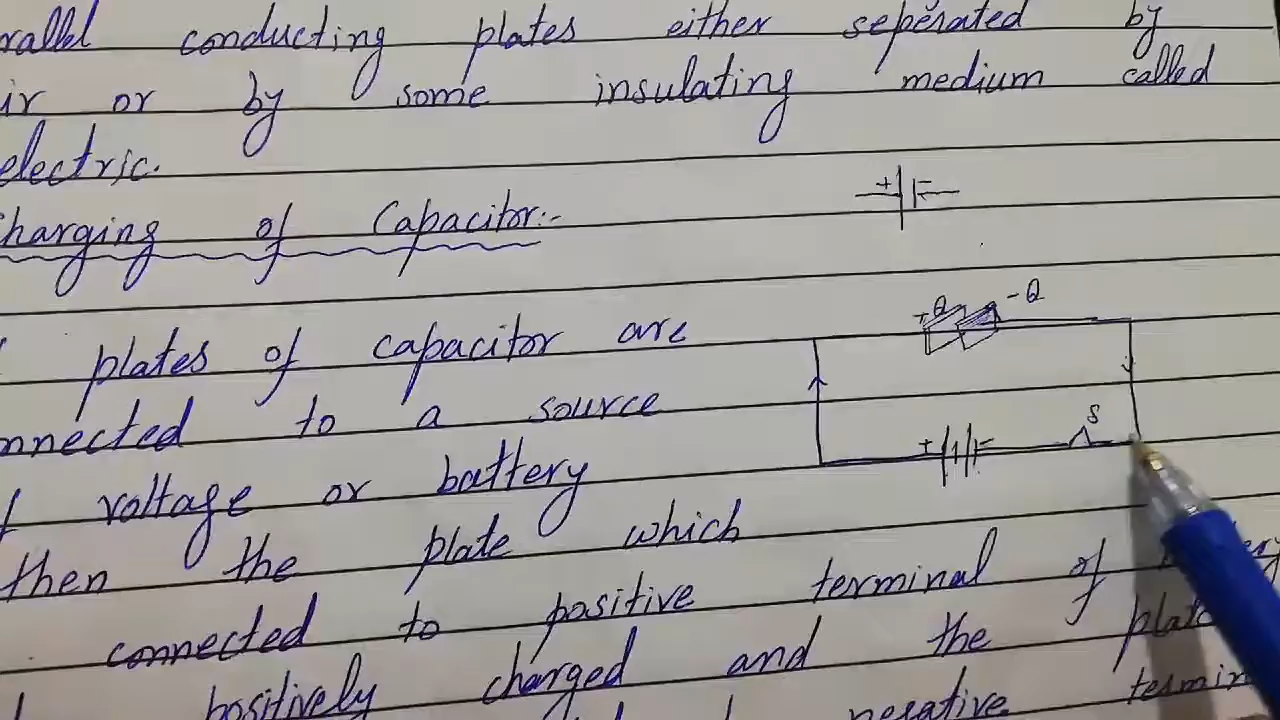 rallel conducting plates either seperated by
ir or by some insulating medium called
electric.
harging of Capacitor:-
+ -
plates of capacitor are
+Q -Q
nnected to a source
S
+ -
f voltage or battery
then the plate which
connected to positive terminal of
positively charged and the plate
negative termin